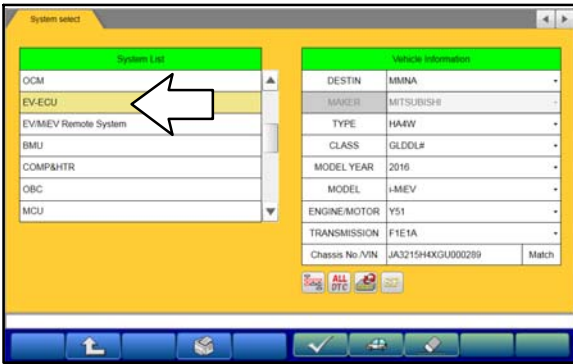 System select
System List
OCM
EV-ECU
EV/MiEV Remote System
BMU
COMP&HTR
OBC
MCU
Vehicle Information
DESTIN MMNA
MAKER MITSUBISHI
TYPE HA4W
CLASS GLDDL#
MODEL YEAR 2016
MODEL i-MiEV
ENGINE/MOTOR Y51
TRANSMISSION F1E1A
Chassis No./VIN JA3215H4XGU000289 Match
ALL DTC